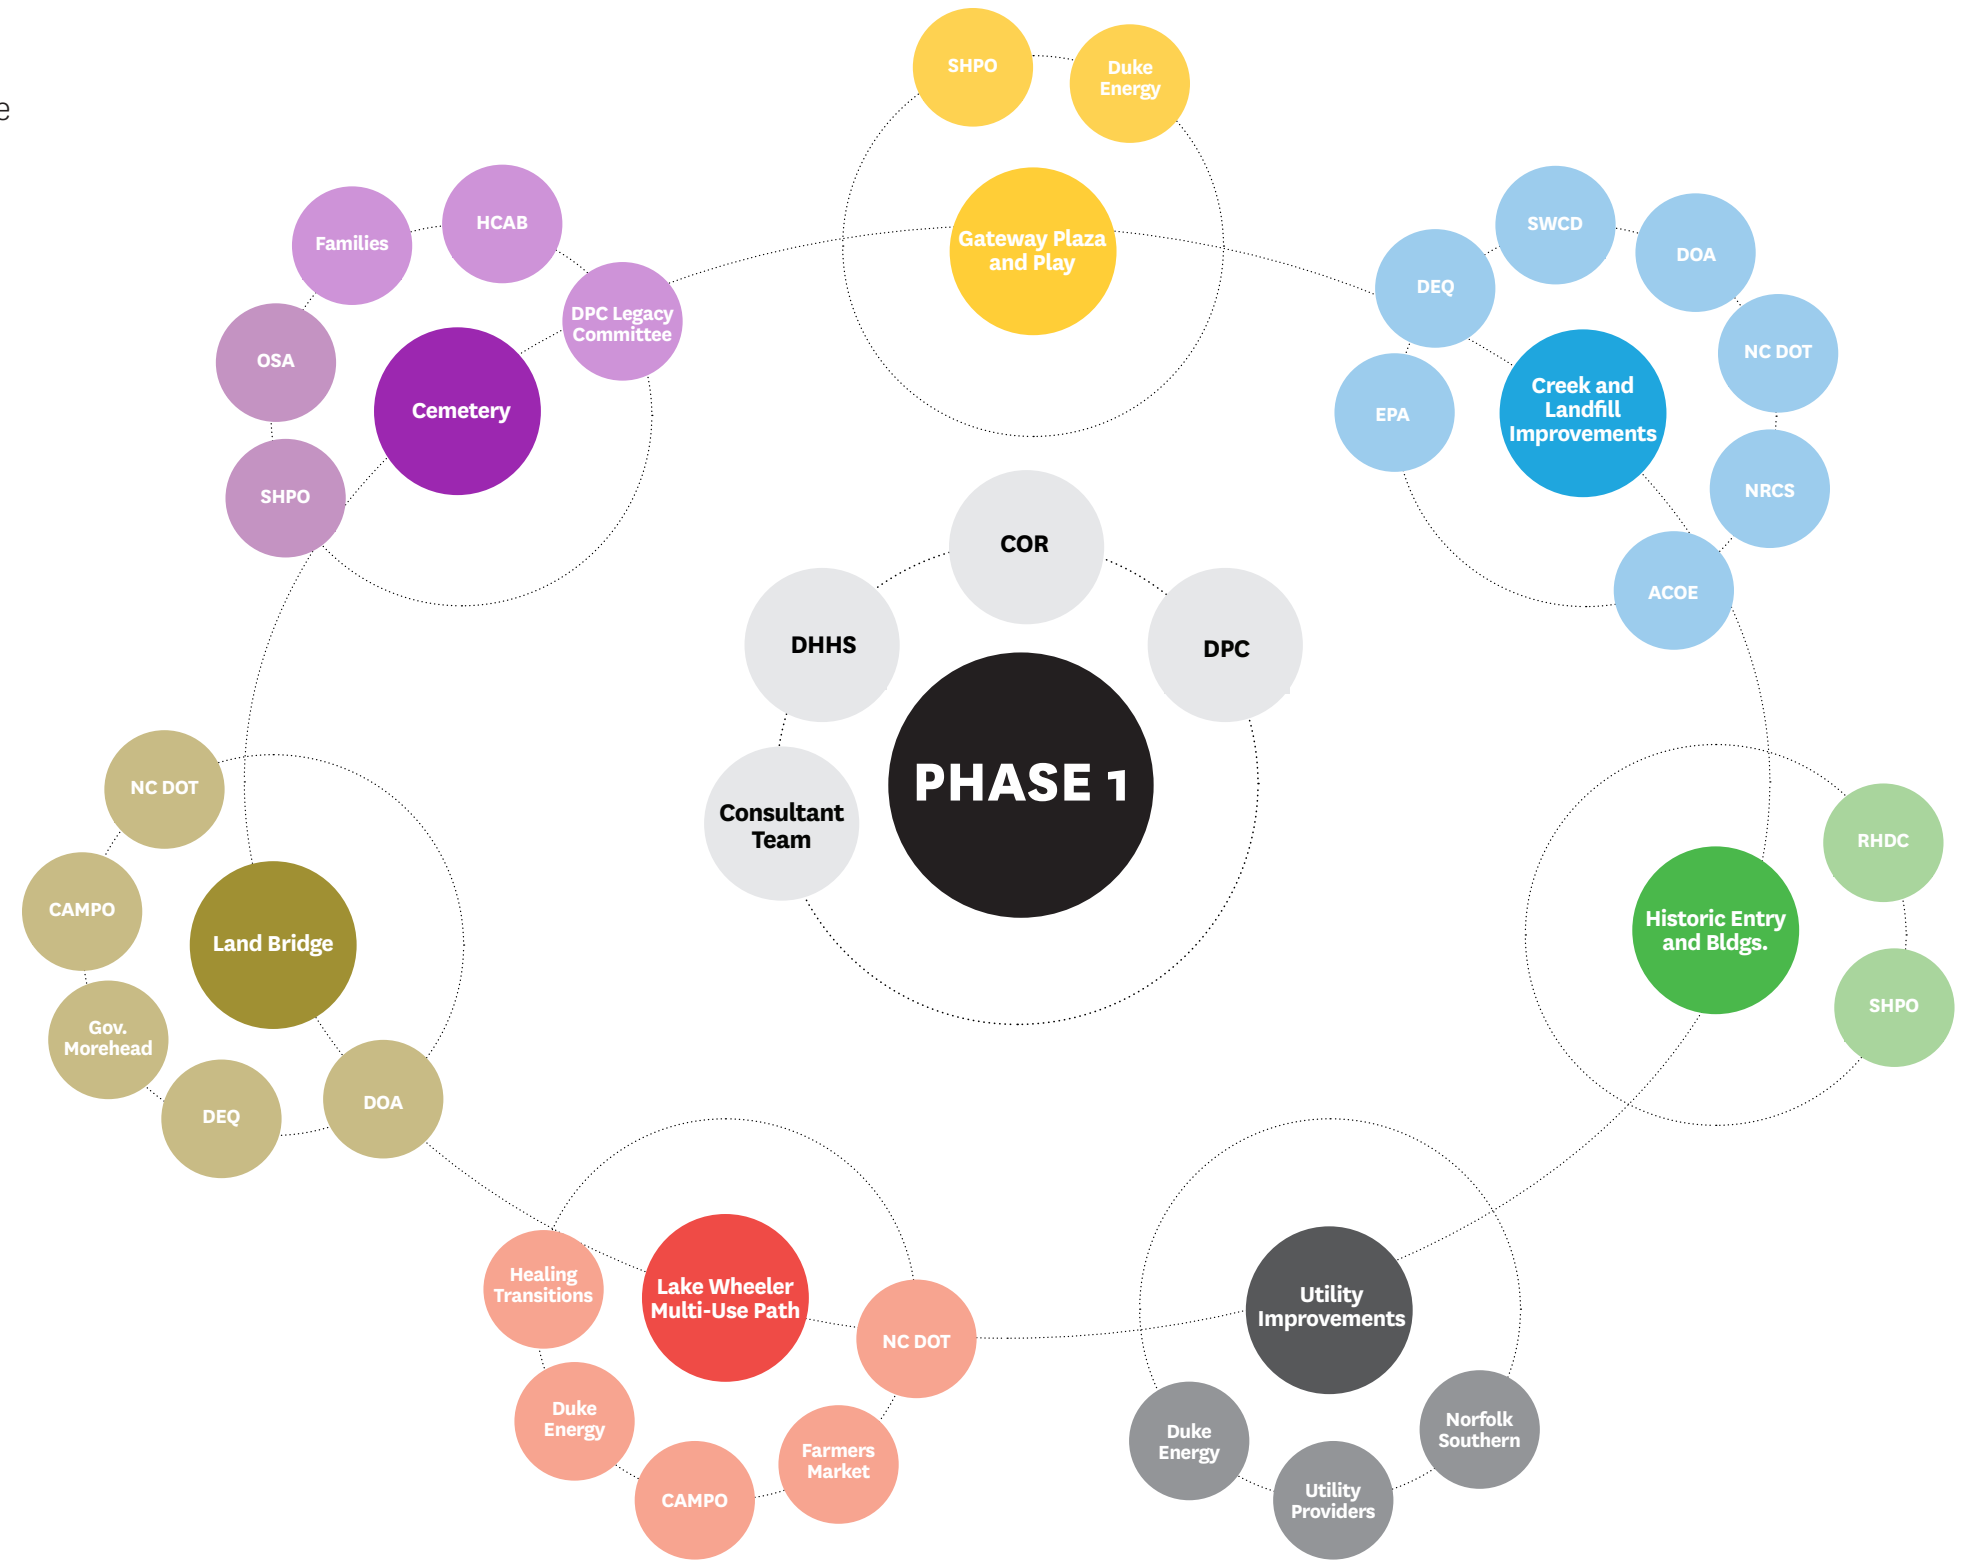 e
SHPO
Duke
Energy
Gateway Plaza
and Play
Families
HCAB
DPC Legacy
Committee
OSA
SHPO
Cemetery
DEQ
SWCD
DOA
NC DOT
EPA
NRCS
ACOE
Creek and
Landfill
Improvements
COR
DHHS
DPC
Consultant
Team
PHASE 1
NC DOT
CAMPO
Gov.
Morehead
DEQ
DOA
Land Bridge
RHDC
SHPO
Historic Entry
and Bldgs.
Healing
Transitions
Lake Wheeler
Multi-Use Path
NC DOT
Duke
Energy
CAMPO
Farmers
Market
Utility
Improvements
Duke
Energy
Utility
Providers
Norfolk
Southern